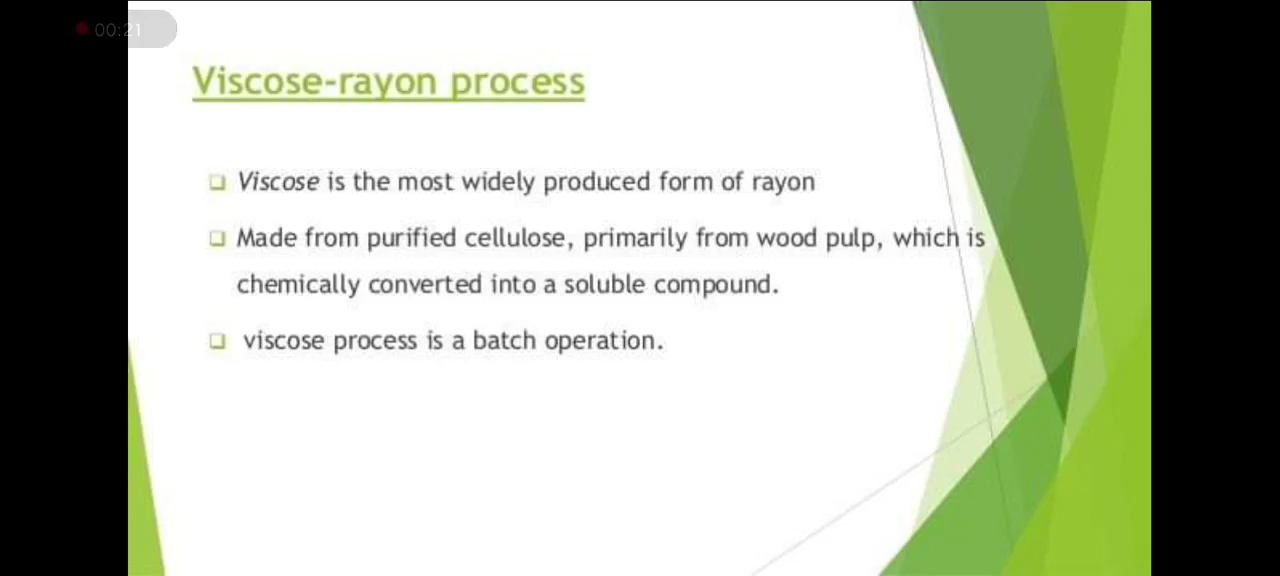 00:21
Viscose-rayon process
Viscose is the most widely produced form of rayon
Made from purified cellulose, primarily from wood pulp, which is
chemically converted into a soluble compound.
viscose process is a batch operation.